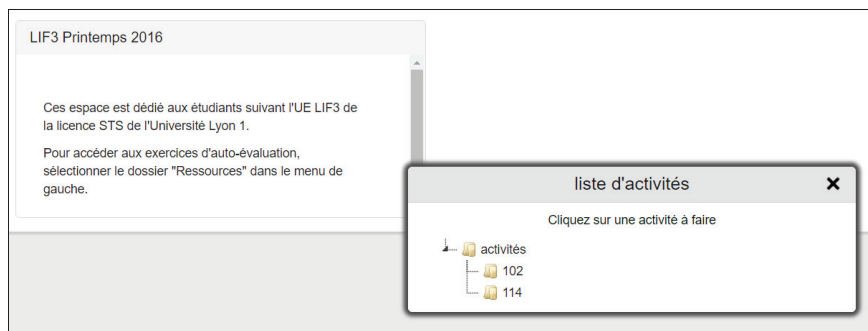 LIF3 Printemps 2016
Ces espace est dédié aux étudiants suivant l'UE LIF3 de
la licence STS de l'Université Lyon 1.
Pour accéder aux exercices d'auto-évaluation,
sélectionner le dossier "Ressources" dans le menu de
gauche.
liste d'activités
Cliquez sur une activité à faire
activités
102
114